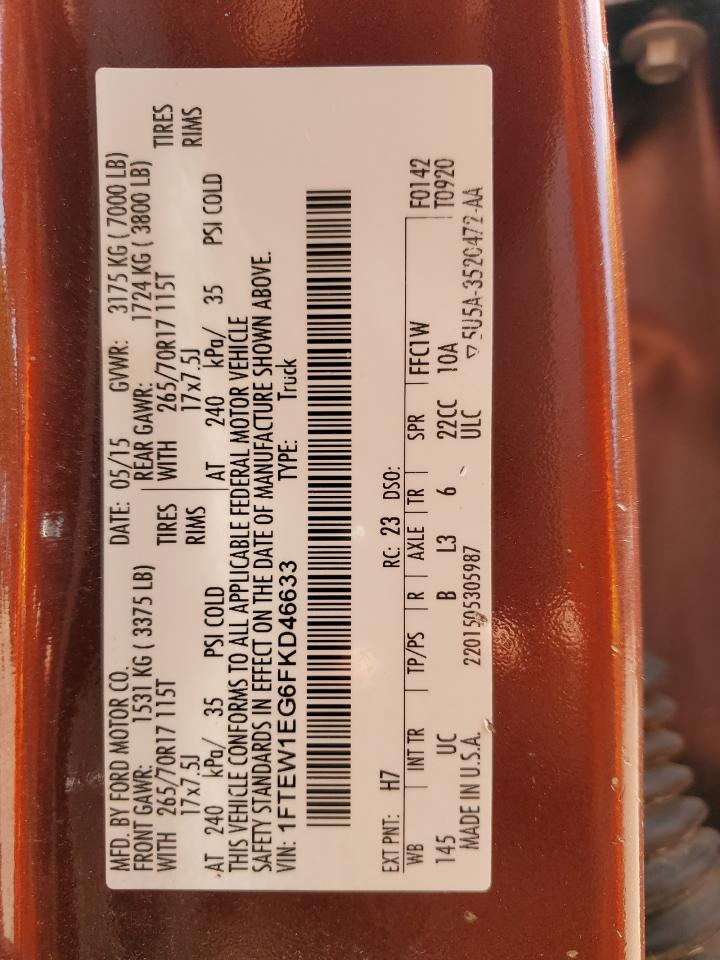 MFD. BY FORD MOTOR CO. DATE: 05/15 GVWR: 3175 KG ( 7000 LB)
FRONT GAWR: 1531 KG ( 3375 LB) REAR GAWR: 1724 KG ( 3800 LB)
WITH 265/70R17 115T TIRES WITH 265/70R17 115T TIRES
17x7.5J RIMS 17x7.5J RIMS
AT 240 kPa/ 35 PSI COLD AT 240 kPa/ 35 PSI COLD
THIS VEHICLE CONFORMS TO ALL APPLICABLE FEDERAL MOTOR VEHICLE
SAFETY STANDARDS IN EFFECT ON THE DATE OF MANUFACTURE SHOWN ABOVE.
VIN: 1FTEW1EG6FKD46633 TYPE: Truck
EXT PNT: H7 RC: 23 DSO:
WB INT TR TP/PS R AXLE TR SPR FFC1W F0142
145 UC B L3 6 22CC 10A T0920
MADE IN U.S.A. 2201505305987 ULC ▽ 5U5A-3520472-AA